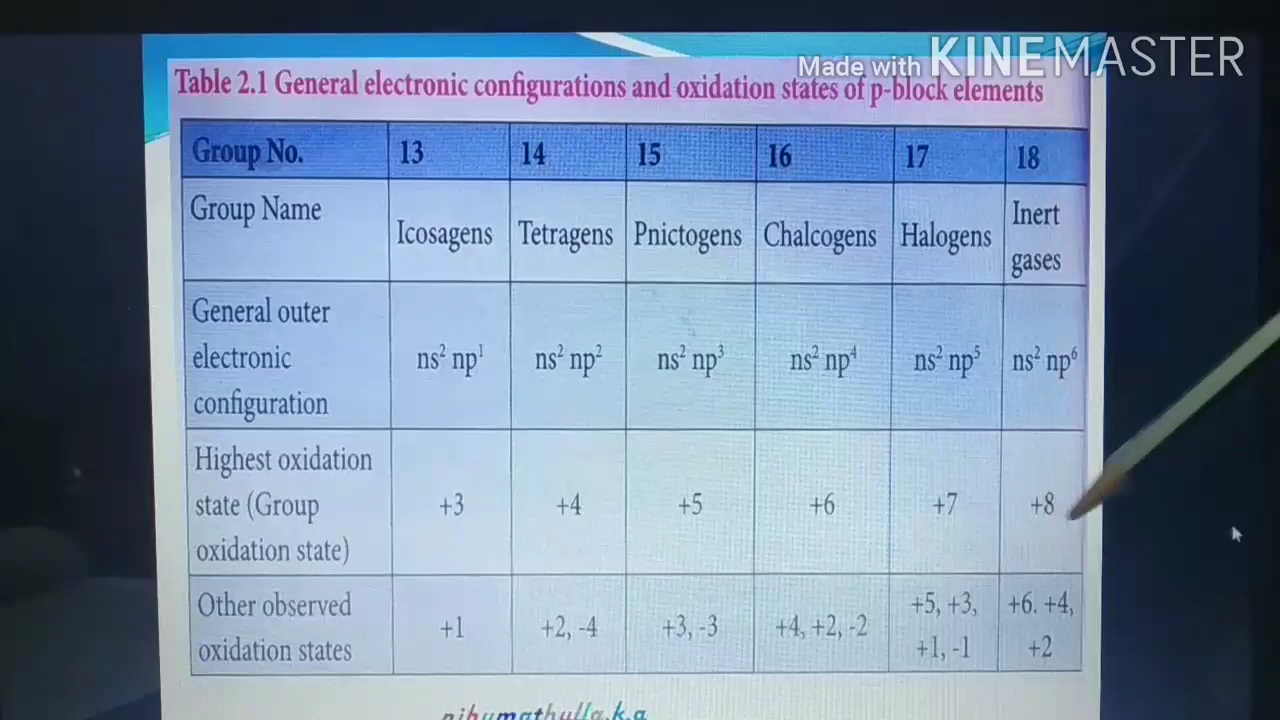 Made with KINEMASTER
Table 2.1 General electronic configurations and oxidation states of p-block elements
Group No. 13 14 15 16 17 18
Group Name Icosagens Tetragens Pnictogens Chalcogens Halogens Inert gases
General outer electronic configuration ns² np¹ ns² np² ns² np³ ns² np⁴ ns² np⁵ ns² np⁶
Highest oxidation state (Group oxidation state) +3 +4 +5 +6 +7 +8
Other observed oxidation states +1 +2, -4 +3, -3 +4, +2, -2 +5, +3, +1, -1 +6. +4, +2
nihumathulla.k.a